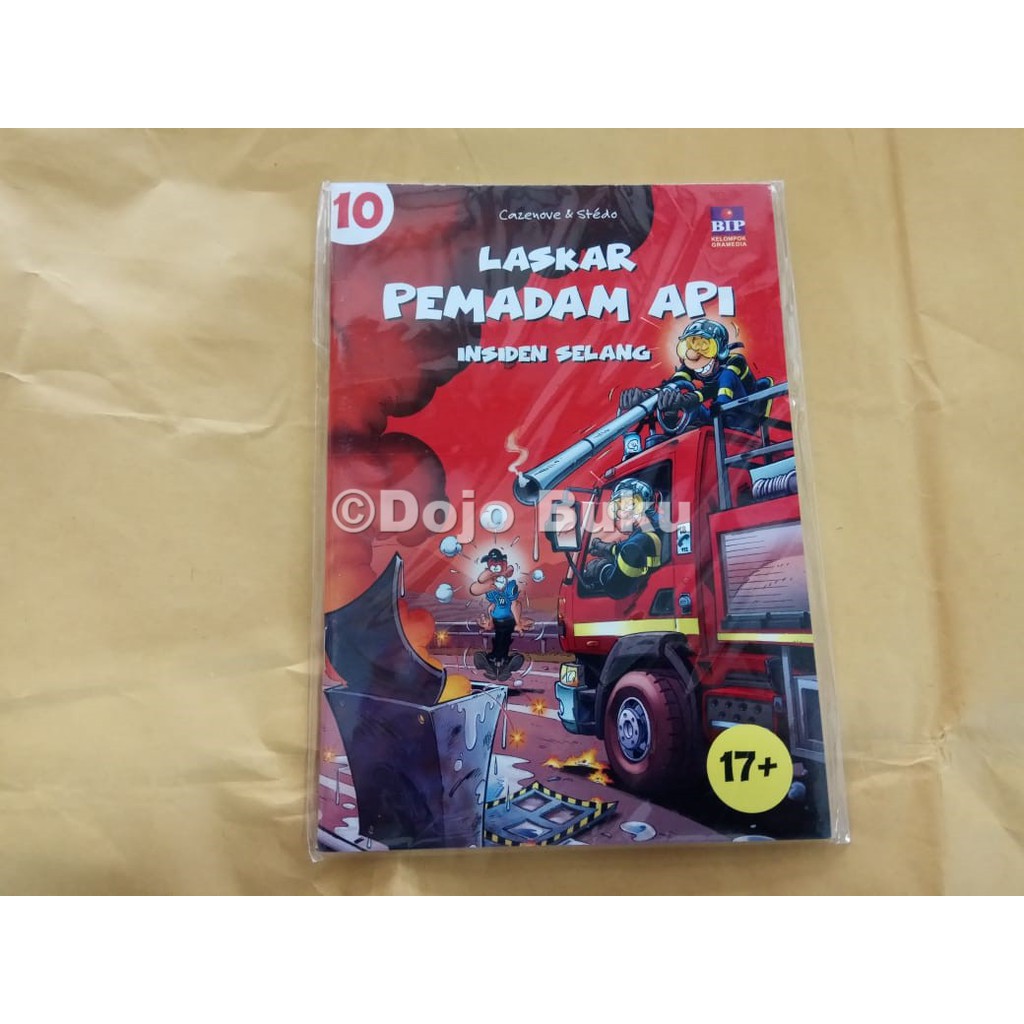 10
Cazenove & Stédo
BIP
KELOMPOK
GRAMEDIA
LASKAR
PEMADAM API
INSIDEN SELANG
©Dojo Buku
17+